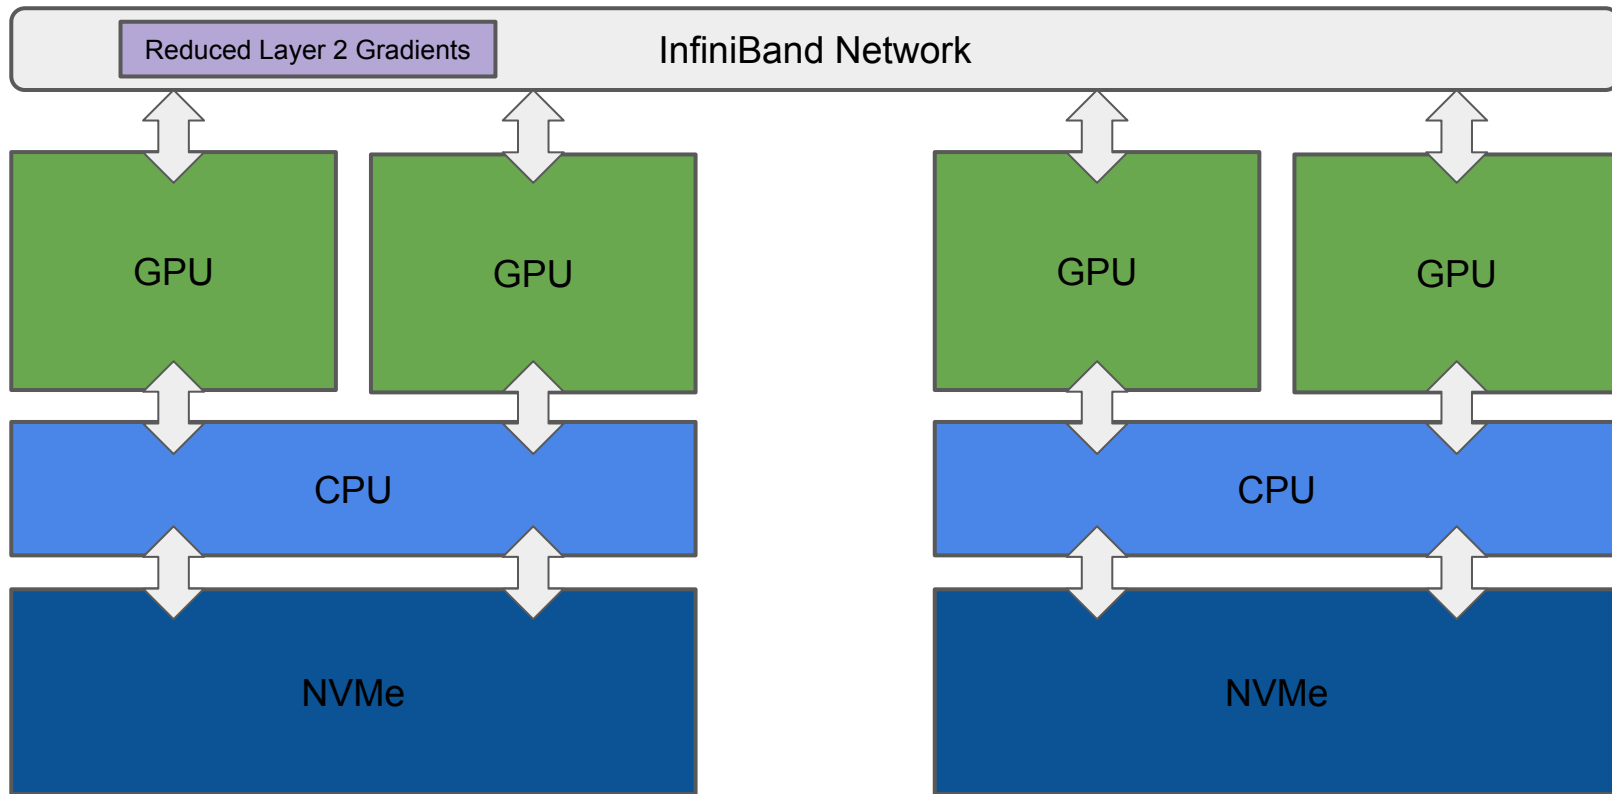 Reduced Layer 2 Gradients
InfiniBand Network
GPU
GPU
GPU
GPU
CPU
CPU
NVMe
NVMe